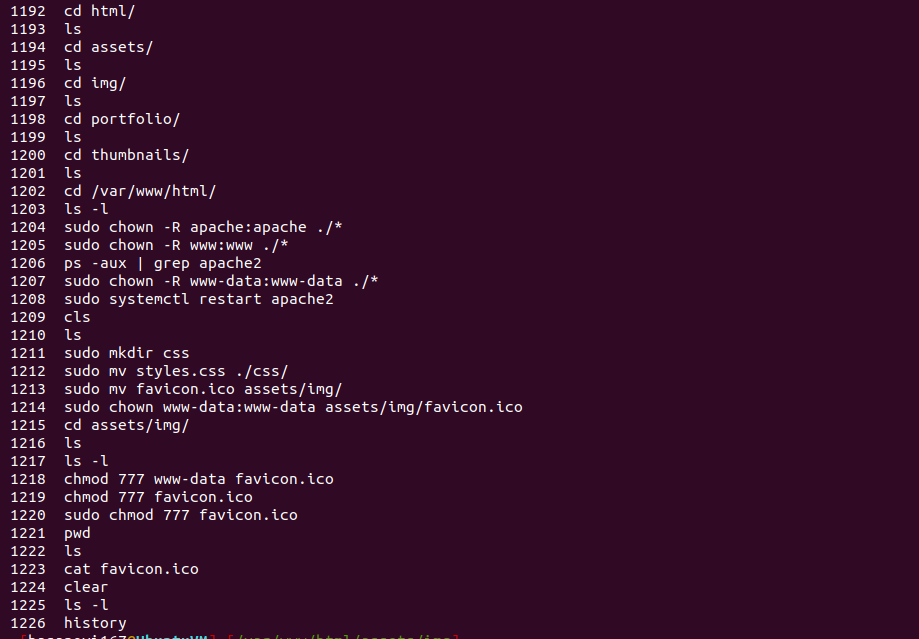 1192 cd html/
1193 ls
1194 cd assets/
1195 ls
1196 cd img/
1197 ls
1198 cd portfolio/
1199 ls
1200 cd thumbnails/
1201 ls
1202 cd /var/www/html/
1203 ls -l
1204 sudo chown -R apache:apache ./*
1205 sudo chown -R www:www ./*
1206 ps -aux | grep apache2
1207 sudo chown -R www-data:www-data ./*
1208 sudo systemctl restart apache2
1209 cls
1210 ls
1211 sudo mkdir css
1212 sudo mv styles.css ./css/
1213 sudo mv favicon.ico assets/img/
1214 sudo chown www-data:www-data assets/img/favicon.ico
1215 cd assets/img/
1216 ls
1217 ls -l
1218 chmod 777 www-data favicon.ico
1219 chmod 777 favicon.ico
1220 sudo chmod 777 favicon.ico
1221 pwd
1222 ls
1223 cat favicon.ico
1224 clear
1225 ls -l
1226 history